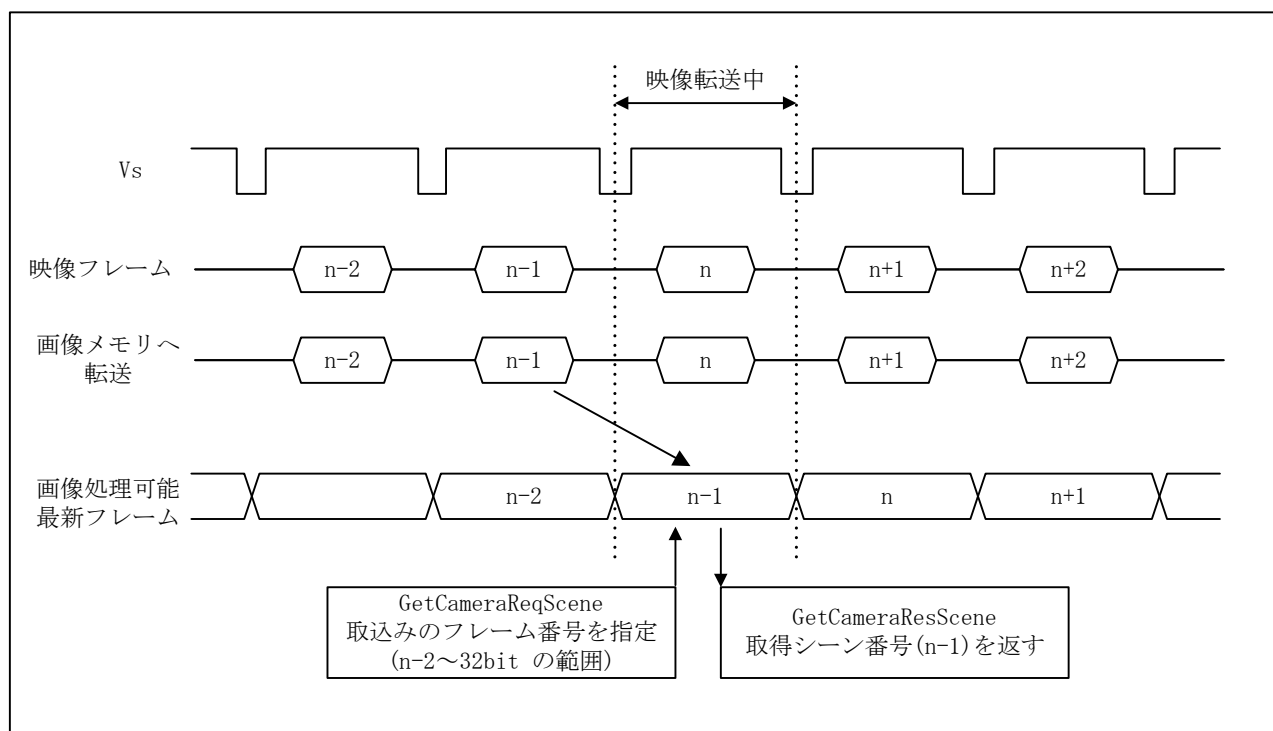 映像転送中
Vs
映像フレーム
n-2
n-1
n
n+1
n+2
画像メモリへ
転送
n-2
n-1
n
n+1
n+2
画像処理可能
最新フレーム
n-2
n-1
n
n+1
GetCameraReqScene
取込みのフレーム番号を指定
(n-2～32bit の範囲)
GetCameraResScene
取得シーン番号(n-1)を返す